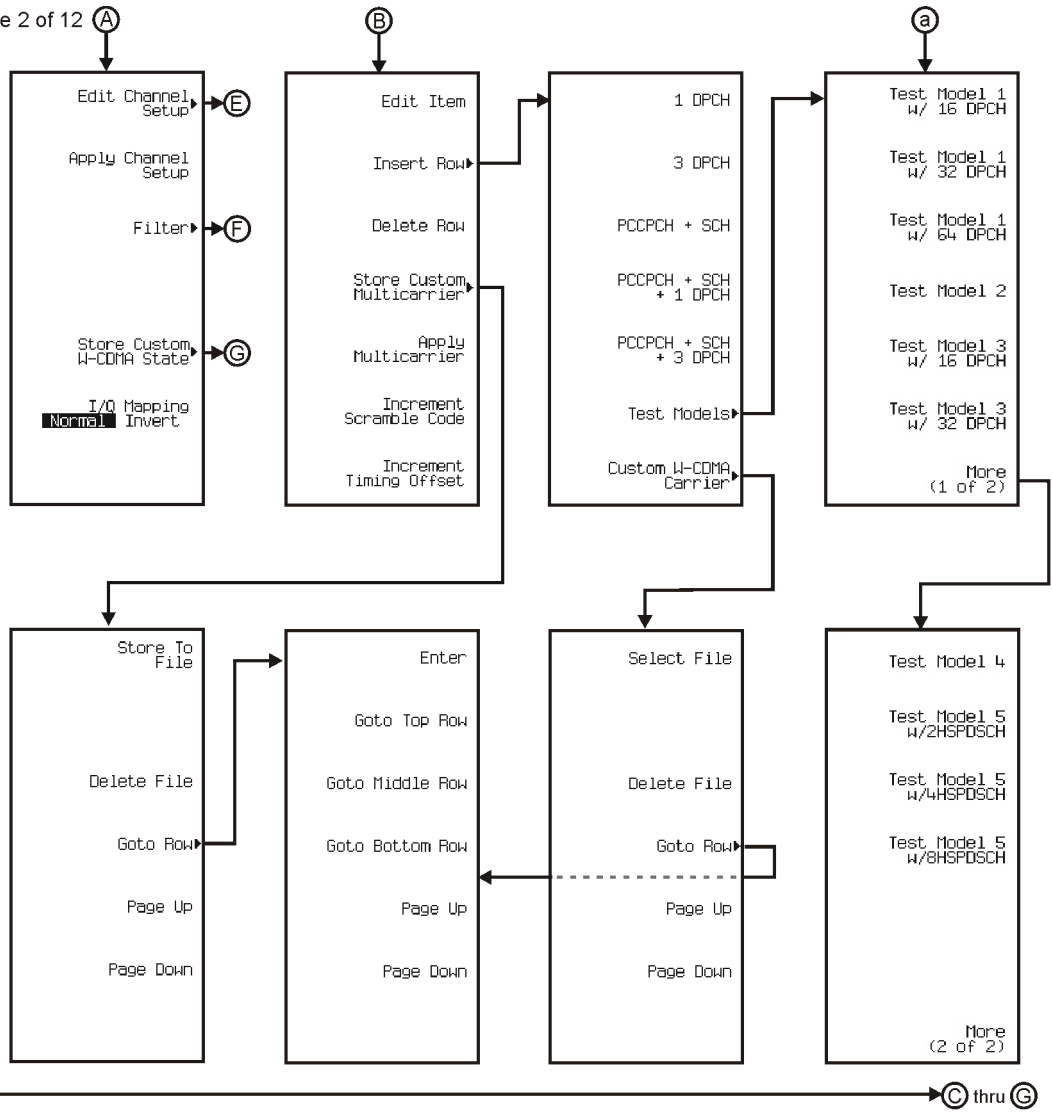 e 2 of 12 A
B
a
Edit Channel
Setup
E
Apply Channel
Setup
Filter
F
Store Custom
W-CDMA State
G
I/Q Mapping
Normal Invert
Edit Item
Insert Row
Delete Row
Store Custom
Multicarrier
Apply
Multicarrier
Increment
Scramble Code
Increment
Timing Offset
1 DPCH
3 DPCH
PCCPCH + SCH
PCCPCH + SCH
+ 1 DPCH
PCCPCH + SCH
+ 3 DPCH
Test Models
Custom W-CDMA
Carrier
Test Model 1
w/ 16 DPCH
Test Model 1
w/ 32 DPCH
Test Model 1
w/ 64 DPCH
Test Model 2
Test Model 3
w/ 16 DPCH
Test Model 3
w/ 32 DPCH
More
(1 of 2)
Store To
File
Delete File
Goto Row
Page Up
Page Down
Enter
Goto Top Row
Goto Middle Row
Goto Bottom Row
Page Up
Page Down
Select File
Delete File
Goto Row
Page Up
Page Down
Test Model 4
Test Model 5
w/2HSPDSCH
Test Model 5
w/4HSPDSCH
Test Model 5
w/8HSPDSCH
More
(2 of 2)
C thru G